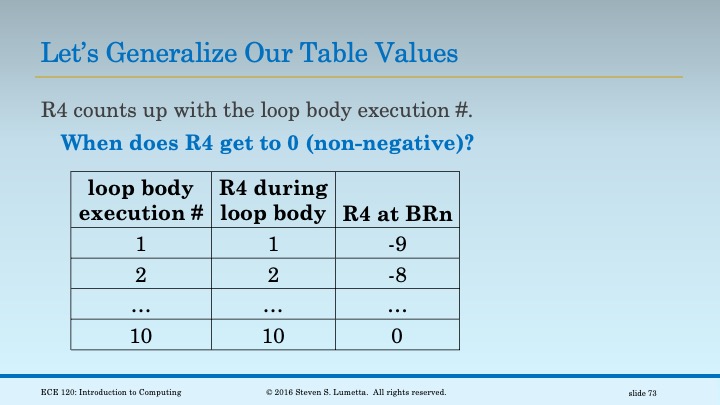 Let's Generalize Our Table Values
R4 counts up with the loop body execution #.
When does R4 get to 0 (non-negative)?
loop body execution # R4 during loop body R4 at BRn
1 1 -9
2 2 -8
… … …
10 10 0
ECE 120: Introduction to Computing © 2016 Steven S. Lumetta. All rights reserved. slide 73